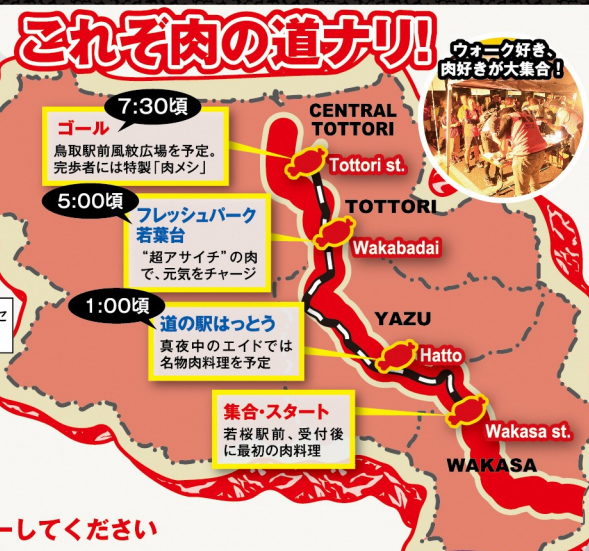 これぞ肉の道ナリ!
ウォーク好き、
肉好きが大集合!
7:30頃
ゴール
鳥取駅前風紋広場を予定。
完歩者には特製「肉メシ」
CENTRAL
TOTTORI
Tottori st.
5:00頃
フレッシュパーク
若葉台
“超アサイチ”の肉
で、元気をチャージ
TOTTORI
Wakabadai
1:00頃
道の駅はっとう
真夜中のエイドでは
名物肉料理を予定
YAZU
Hatto
集合・スタート
若桜駅前、受付後
に最初の肉料理
Wakasa st.
WAKASA
セ
ーしてください